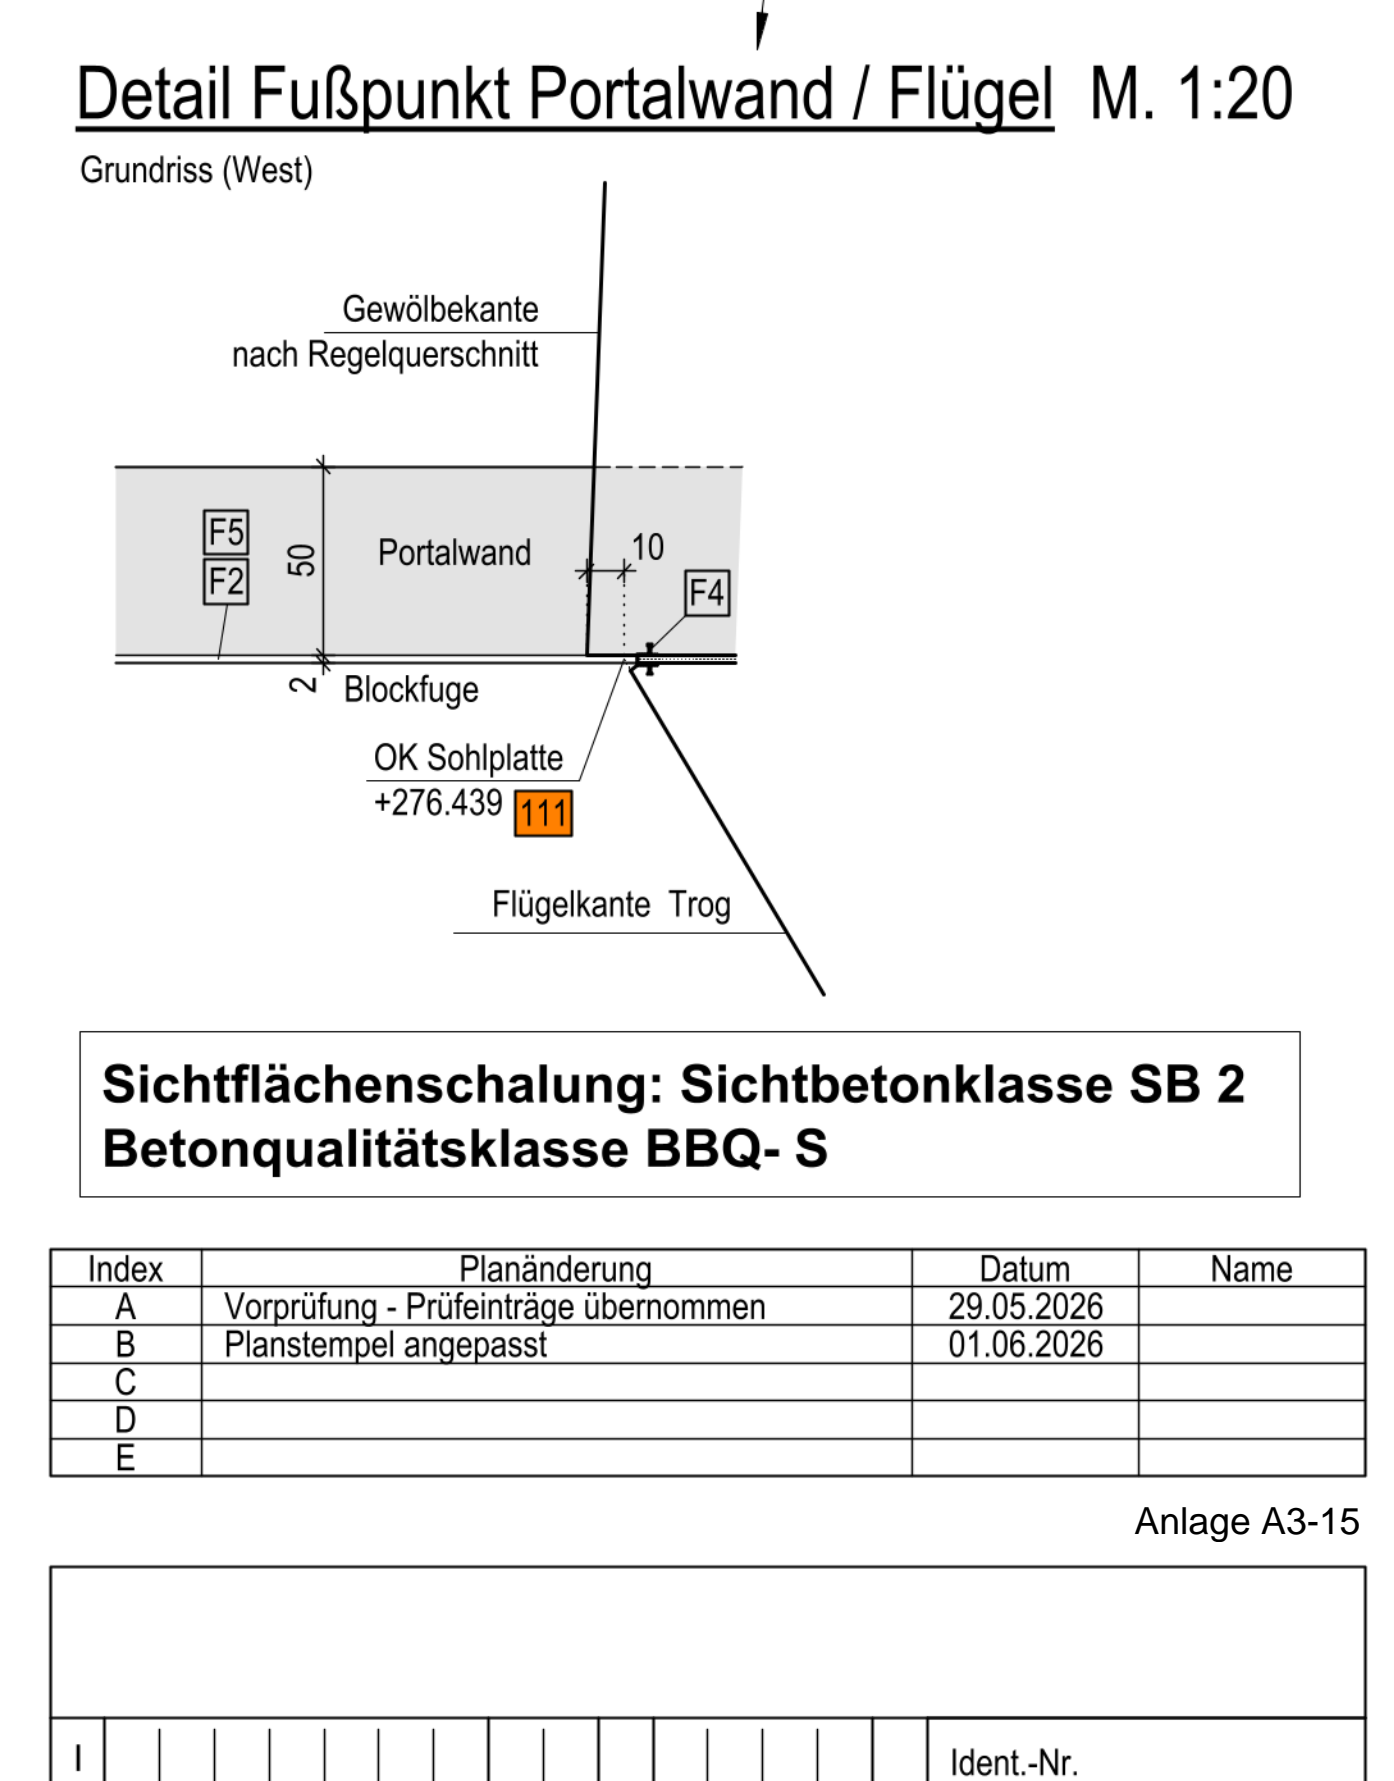 Detail Fußpunkt Portalwand / Flügel M. 1:20
Grundriss (West)
Gewölbekante
nach Regelquerschnitt
F5
F2
50
Portalwand
10
F4
2
Blockfuge
OK Sohlplatte
+276.439 111
Flügelkante Trog
Sichtflächenschalung: Sichtbetonklasse SB 2
Betonqualitätsklasse BBQ- S
Index Planänderung Datum Name
A Vorprüfung - Prüfeinträge übernommen 29.05.2026
B Planstempel angepasst 01.06.2026
C
D
E
Anlage A3-15
I Ident.-Nr.